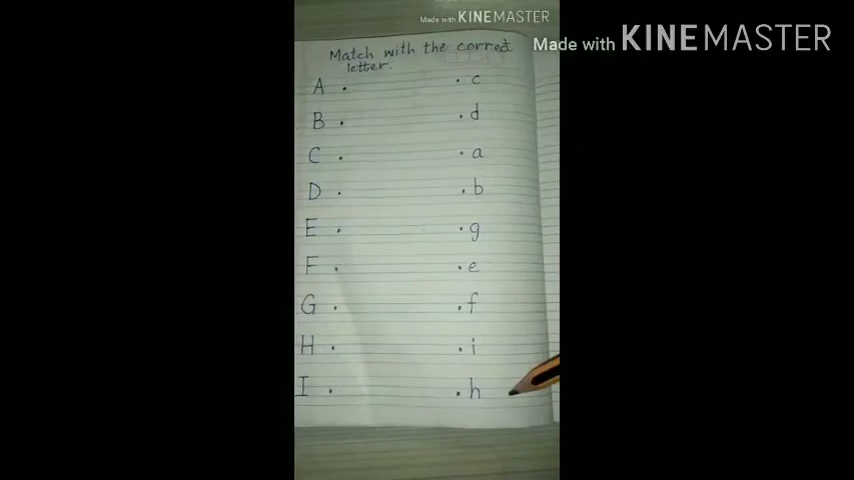 Made with KINEMASTER
Made with KINEMASTER
Match with the correct
letter.
A . . c
B . . d
C . . a
D . . b
E . . g
F . . e
G . . f
H . . i
I . . h